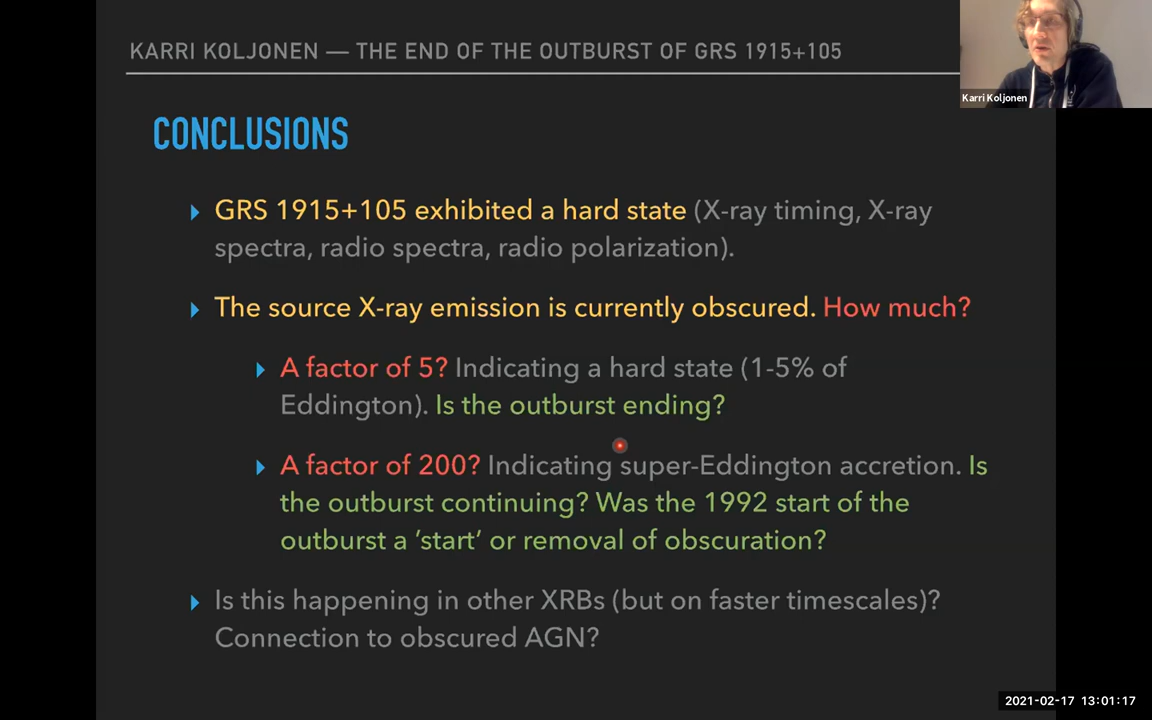 KARRI KOLJONEN — THE END OF THE OUTBURST OF GRS 1915+105
Karri Koljonen
CONCLUSIONS
GRS 1915+105 exhibited a hard state (X-ray timing, X-ray
spectra, radio spectra, radio polarization).
The source X-ray emission is currently obscured. How much?
A factor of 5? Indicating a hard state (1-5% of
Eddington). Is the outburst ending?
A factor of 200? Indicating super-Eddington accretion. Is
the outburst continuing? Was the 1992 start of the
outburst a ‘start’ or removal of obscuration?
Is this happening in other XRBs (but on faster timescales)?
Connection to obscured AGN?
2021-02-17 13:01:17